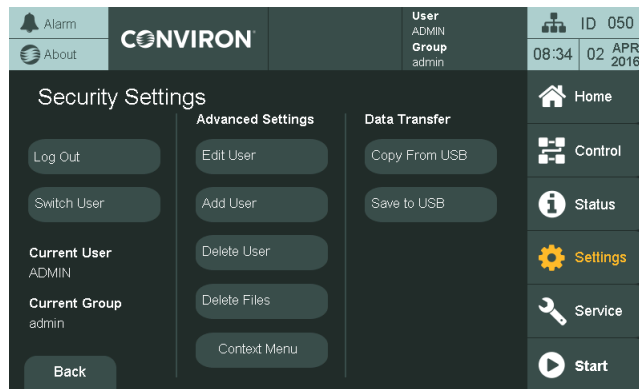 Alarm
About
CONVIRON
User
ADMIN
Group
admin
ID 050
08:34 02 APR 2016
Security Settings
Log Out
Switch User
Current User
ADMIN
Current Group
admin
Back
Advanced Settings
Edit User
Add User
Delete User
Delete Files
Context Menu
Data Transfer
Copy From USB
Save to USB
Home
Control
Status
Settings
Service
Start